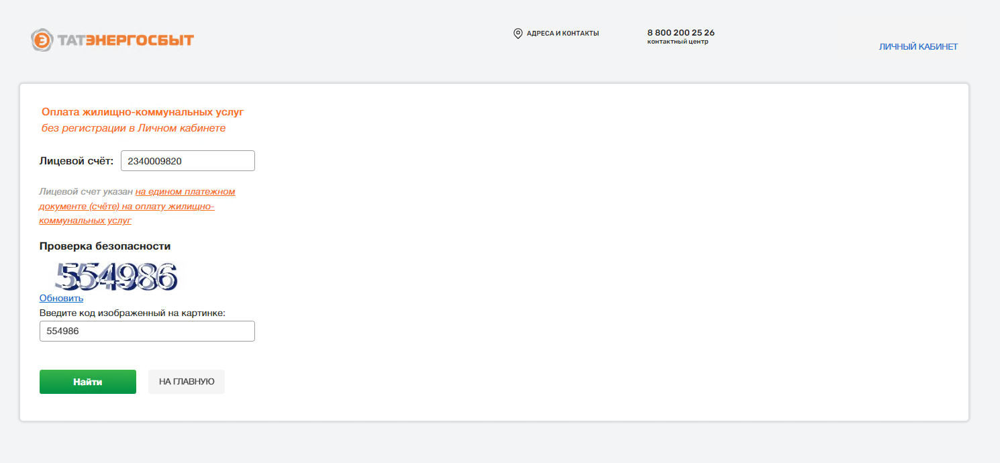 ТАТЭНЕРГОСБЫТ
АДРЕСА И КОНТАКТЫ
8 800 200 25 26
контактный центр
ЛИЧНЫЙ КАБИНЕТ
Оплата жилищно-коммунальных услуг
без регистрации в Личном кабинете
Лицевой счёт: 2340009820
Лицевой счет указан на едином платежном
документе (счёте) на оплату жилищно-
коммунальных услуг
Проверка безопасности
554986
Обновить
Введите код изображенный на картинке:
554986
Найти НА ГЛАВНУЮ